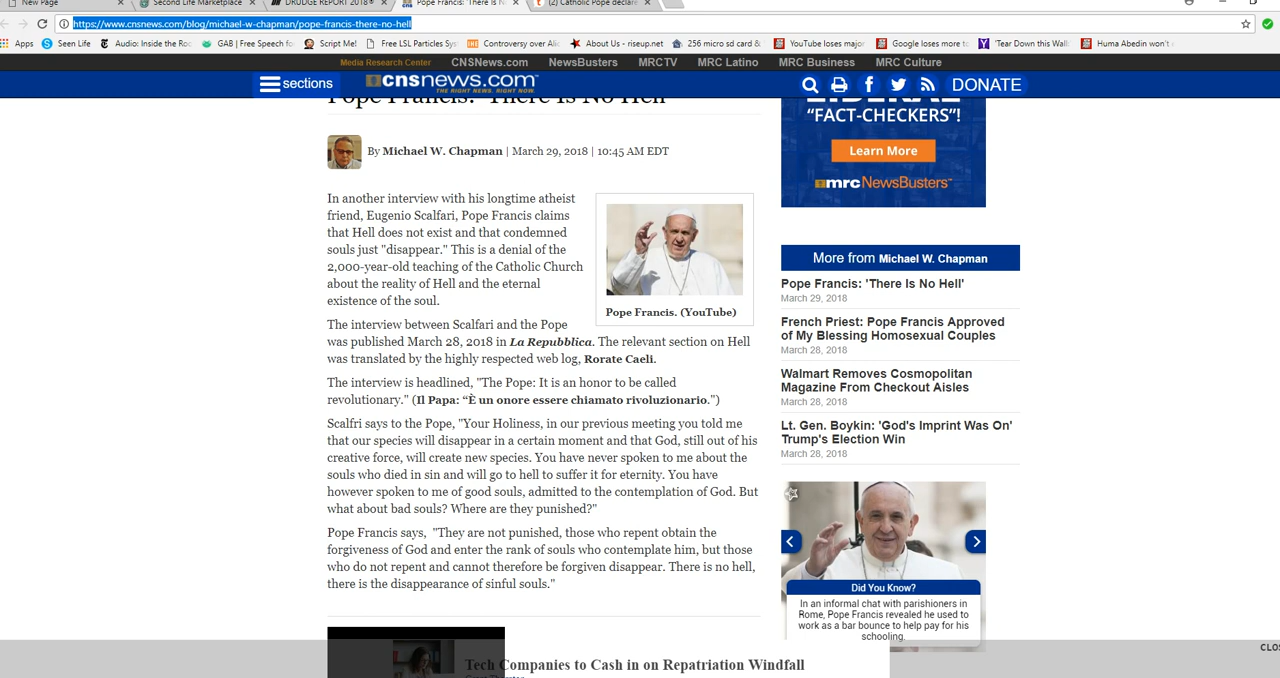 New Page
Second Life Marketplace
DRUDGE REPORT 2018®
Pope Francis: 'There Is N
(2) Catholic Pope declare
https://www.cnsnews.com/blog/michael-w-chapman/pope-francis-there-no-hell
Apps
Seen Life
Audio: Inside the Roc
GAB | Free Speech fo
Script Me!
Free LSL Particles Sys
Controversy over Ali
About Us - riseup.net
256 micro sd card &
YouTube loses major
Google loses more t
'Tear Down this Wall
Huma Abedin won't
Media Research Center
CNSNews.com
NewsBusters
MRCTV
MRC Latino
MRC Business
MRC Culture
sections
cnsnews.com
THE RIGHT NEWS. RIGHT NOW.
DONATE
Pope Francis: 'There Is No Hell'
By Michael W. Chapman | March 29, 2018 | 10:45 AM EDT
In another interview with his longtime atheist
friend, Eugenio Scalfari, Pope Francis claims
that Hell does not exist and that condemned
souls just "disappear." This is a denial of the
2,000-year-old teaching of the Catholic Church
about the reality of Hell and the eternal
existence of the soul.
Pope Francis. (YouTube)
The interview between Scalfari and the Pope
was published March 28, 2018 in La Repubblica. The relevant section on Hell
was translated by the highly respected web log, Rorate Caeli.
The interview is headlined, "The Pope: It is an honor to be called
revolutionary." (Il Papa: “È un onore essere chiamato rivoluzionario.")
Scalfri says to the Pope, "Your Holiness, in our previous meeting you told me
that our species will disappear in a certain moment and that God, still out of his
creative force, will create new species. You have never spoken to me about the
souls who died in sin and will go to hell to suffer it for eternity. You have
however spoken to me of good souls, admitted to the contemplation of God. But
what about bad souls? Where are they punished?"
Pope Francis says,  "They are not punished, those who repent obtain the
forgiveness of God and enter the rank of souls who contemplate him, but those
who do not repent and cannot therefore be forgiven disappear. There is no hell,
there is the disappearance of sinful souls."
LIBERAL
“FACT-CHECKERS”!
Learn More
mrc NewsBusters
More from Michael W. Chapman
Pope Francis: 'There Is No Hell'
March 29, 2018
French Priest: Pope Francis Approved
of My Blessing Homosexual Couples
March 28, 2018
Walmart Removes Cosmopolitan
Magazine From Checkout Aisles
March 28, 2018
Lt. Gen. Boykin: 'God's Imprint Was On'
Trump's Election Win
March 28, 2018
Did You Know?
In an informal chat with parishioners in
Rome, Pope Francis revealed he used to
work as a bar bounce to help pay for his
schooling.
Tech Companies to Cash in on Repatriation Windfall
CLO